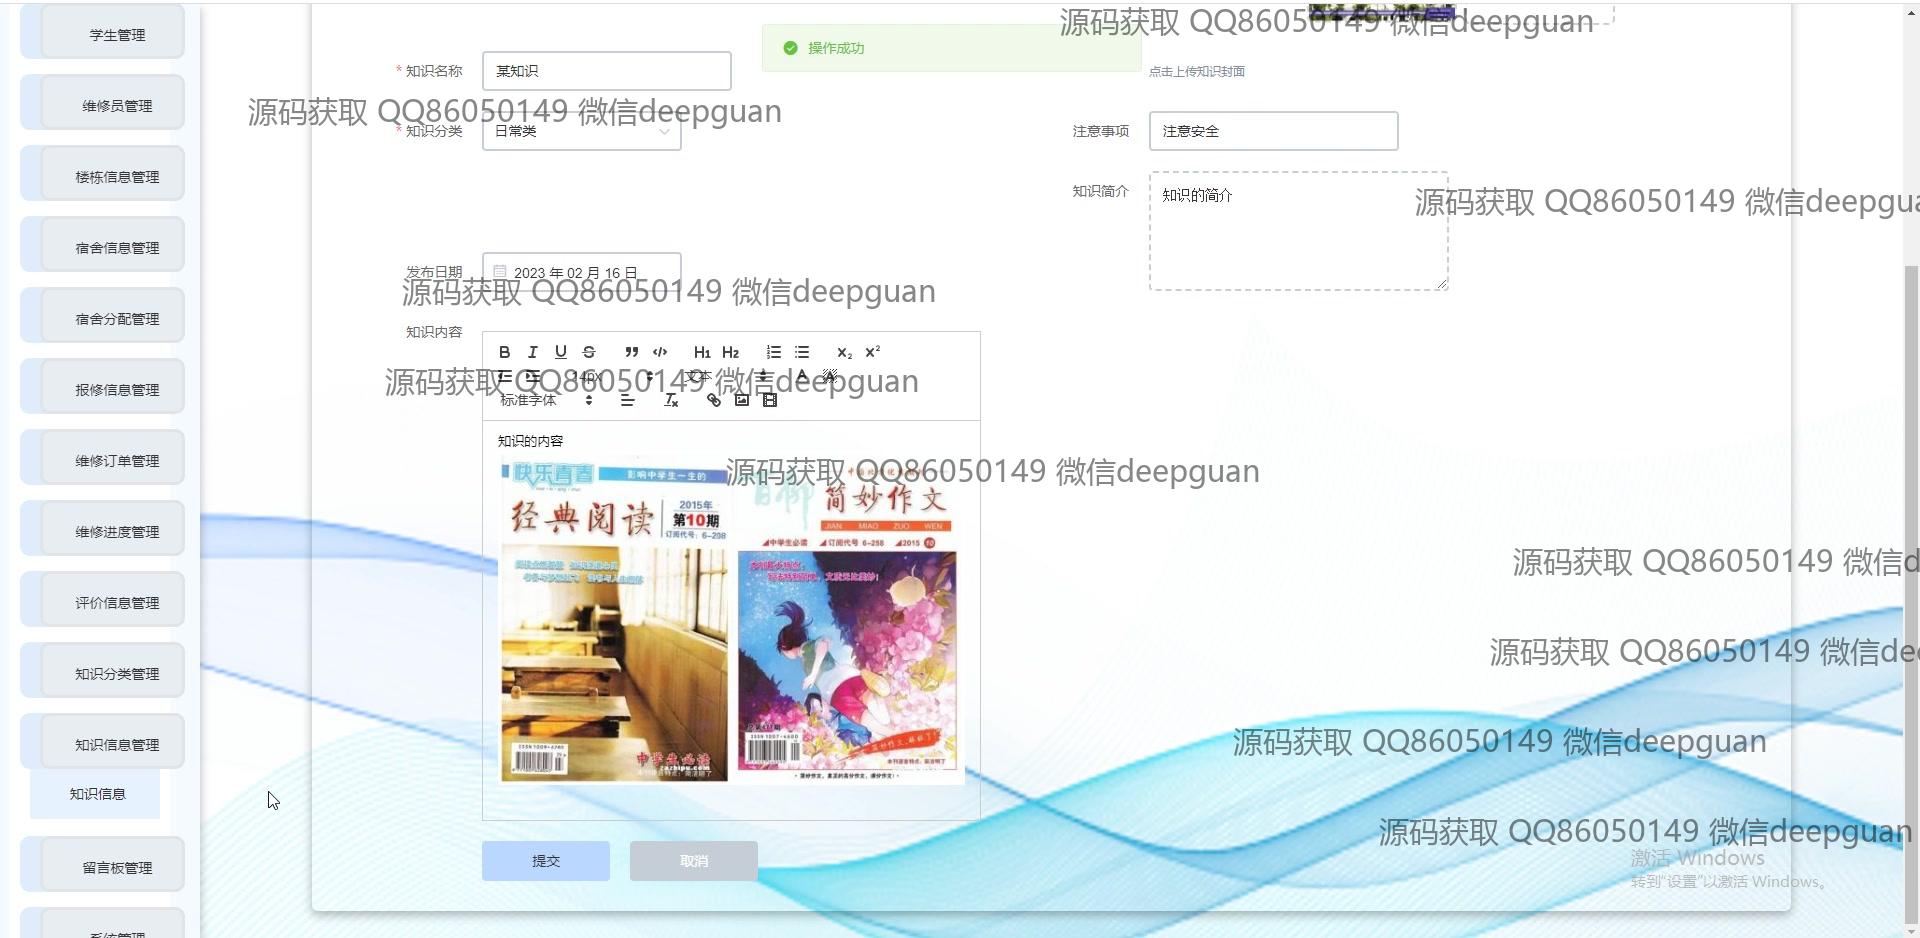 学生管理
维修员管理
楼栋信息管理
宿舍信息管理
宿舍分配管理
报修信息管理
维修订单管理
维修进度管理
评价信息管理
知识分类管理
知识信息管理
知识信息
留言板管理
系统管理
源码获取 QQ86050149 微信deepguan
操作成功
* 知识名称
某知识
点击上传知识封面
源码获取 QQ86050149 微信deepguan
* 知识分类
日常类
注意事项
注意安全
知识简介
知识的简介
源码获取 QQ86050149 微信deepgua
发布日期
2023 年 02 月 16 日
源码获取 QQ86050149 微信deepguan
知识内容
B I U S H1 H2 X2 X2
14px
文本
源码获取 QQ86050149 微信deepguan
标准字体
知识的内容
源码获取 QQ86050149 微信deepguan
快乐青春
影响中学生一生的
经典阅读
2015年
第10期
订阅代号：6-208
中学生必读
zazhipu.com
简妙作文
JIAN MIAO ZUO WEN
中学生必读 订阅代号 6-258 2015 10
源码获取 QQ86050149 微信d
源码获取 QQ86050149 微信dee
源码获取 QQ86050149 微信deepguan
源码获取 QQ86050149 微信deepguan
提交
取消
激活 Windows
转到"设置"以激活 Windows。